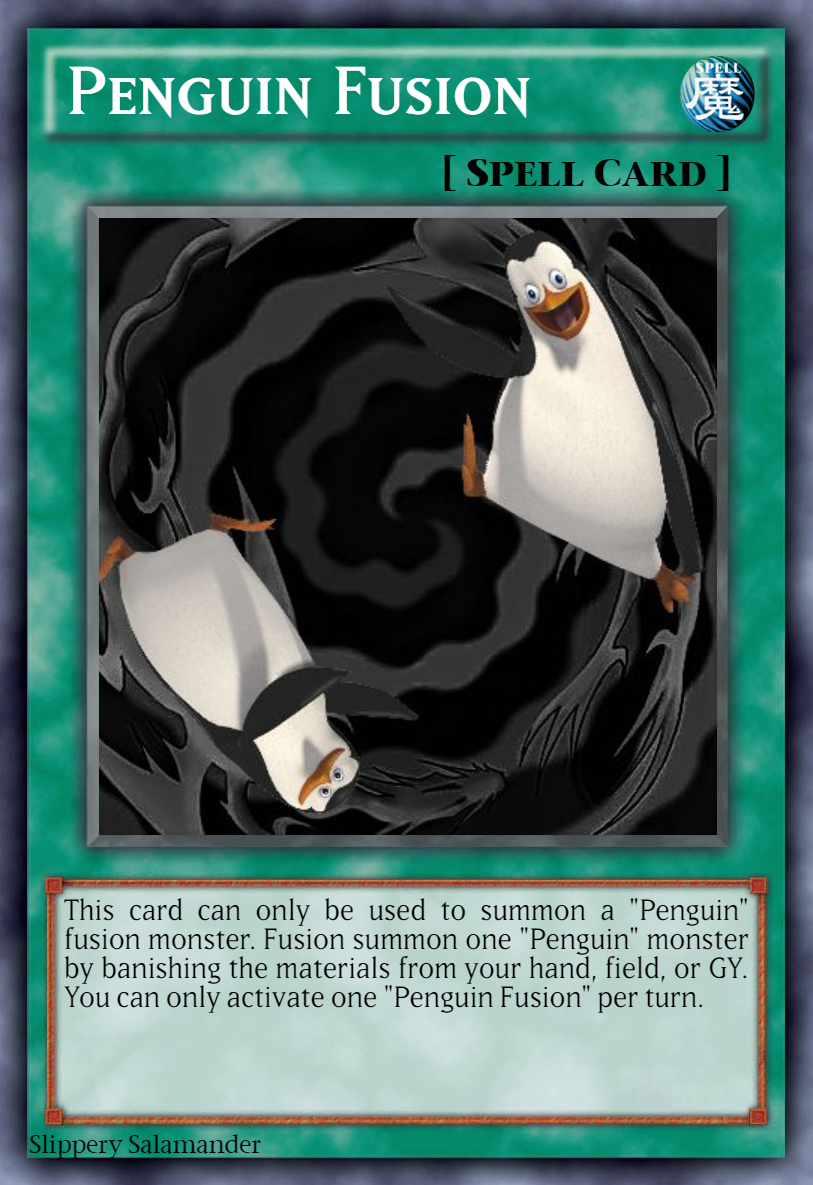 Penguin Fusion
SPELL
魔
[ Spell Card ]
This card can only be used to summon a "Penguin"
fusion monster. Fusion summon one "Penguin" monster
by banishing the materials from your hand, field, or GY.
You can only activate one "Penguin Fusion" per turn.
Slippery Salamander